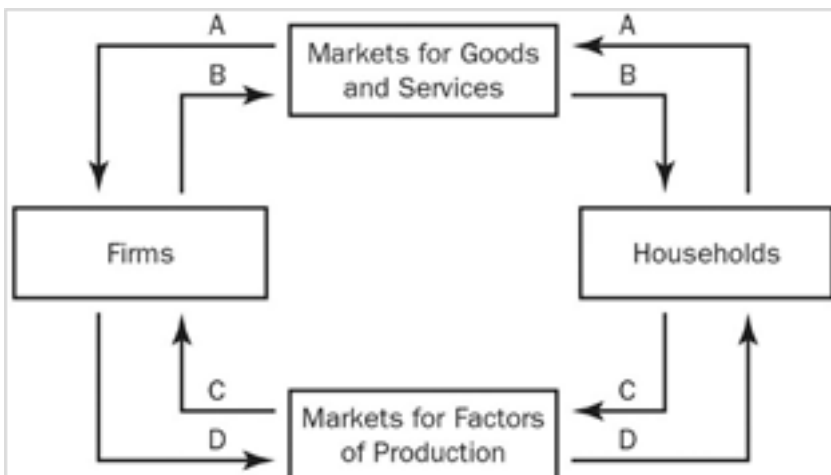 A
A
Markets for Goods
and Services
B
B
Firms
Households
C
C
Markets for Factors
of Production
D
D